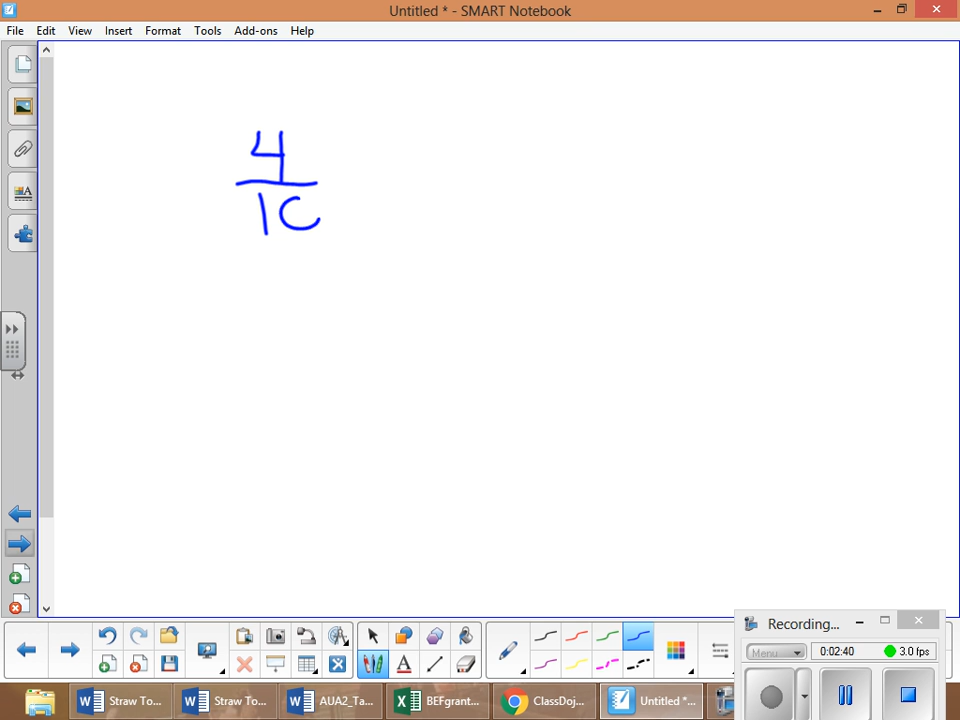 Untitled * - SMART Notebook
File Edit View Insert Format Tools Add-ons Help
4
1C
Recording...
Menu 0:02:40 3.0 fps
Straw To... Straw To... AUA2_Ta... BEFgrant... ClassDoj... Untitled *...